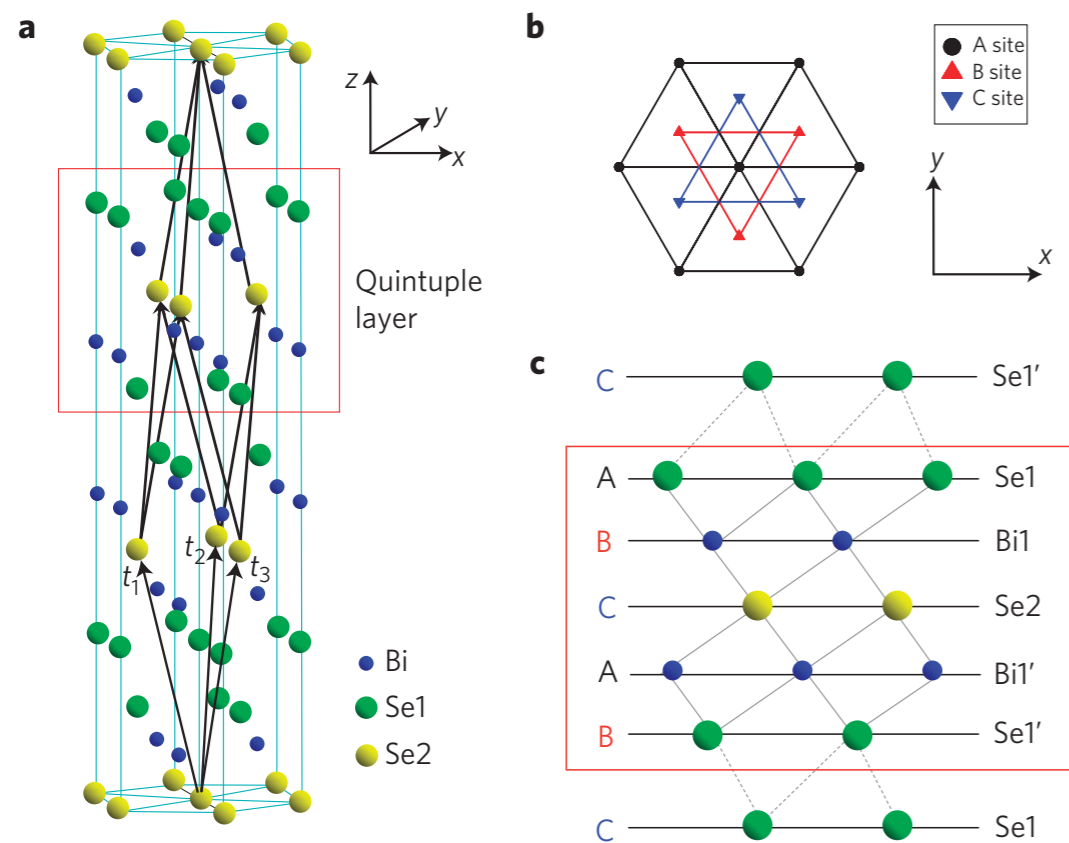 a
z
y
x
Quintuple
layer
t1
t2
t3
Bi
Se1
Se2
b
A site
B site
C site
y
x
c
C Se1′
A Se1
B Bi1
C Se2
A Bi1′
B Se1′
C Se1